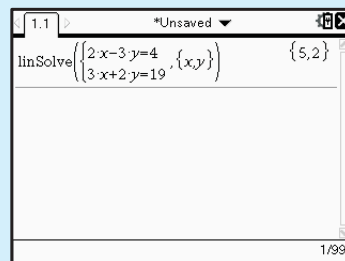 1.1 *Unsaved
linSolve({2·x−3·y=4
3·x+2·y=19 ,{x,y}) {5,2}
1/99